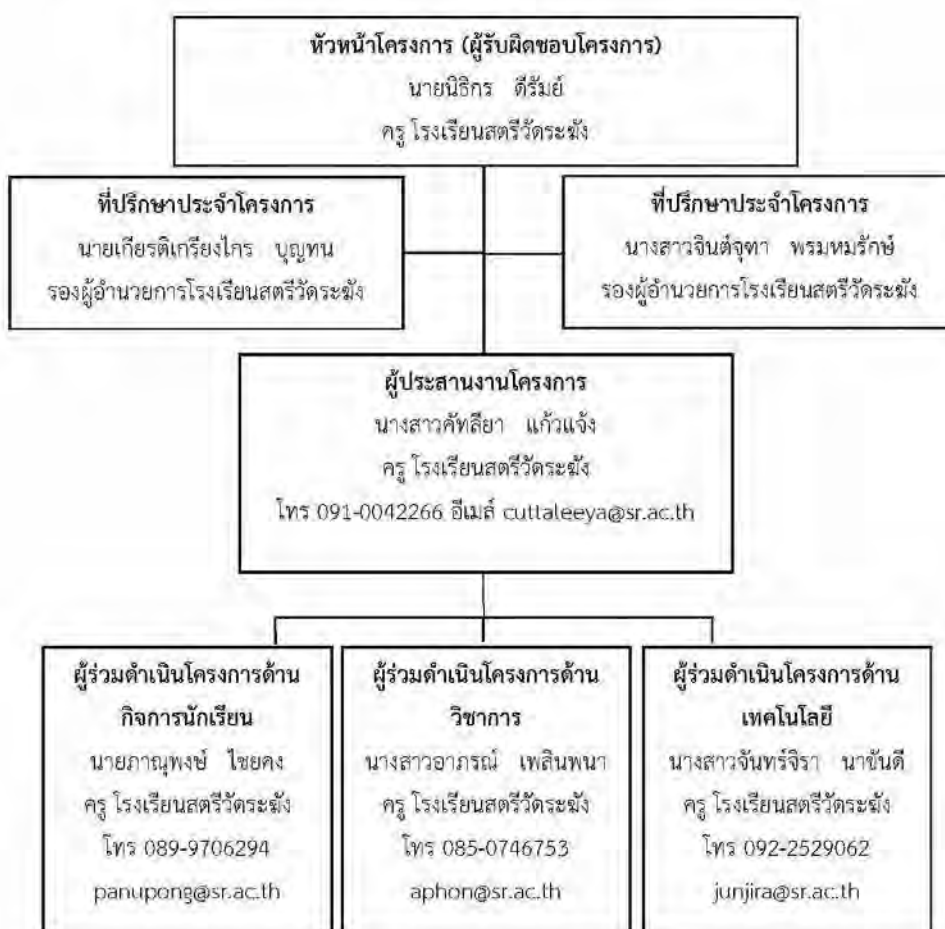 หัวหน้าโครงการ (ผู้รับผิดชอบโครงการ)
นายนิธิกร ดีรัมย์
ครู โรงเรียนสตรีวัดระฆัง
ที่ปรึกษาประจำโครงการ
นายเกียรติเกรียงไกร บุญทน
รองผู้อำนวยการโรงเรียนสตรีวัดระฆัง
ที่ปรึกษาประจำโครงการ
นางสาวจินต์จุฑา พรมหมรักษ์
รองผู้อำนวยการโรงเรียนสตรีวัดระฆัง
ผู้ประสานงานโครงการ
นางสาวคัทลียา แก้วแจ้ง
ครู โรงเรียนสตรีวัดระฆัง
โทร 091-0042266 อีเมล์ cuttaleeya@sr.ac.th
ผู้ร่วมดำเนินโครงการด้าน
กิจการนักเรียน
นายภาณุพงษ์ ไชยคง
ครู โรงเรียนสตรีวัดระฆัง
โทร 089-9706294
panupong@sr.ac.th
ผู้ร่วมดำเนินโครงการด้าน
วิชาการ
นางสาวอาภรณ์ เพสินพนา
ครู โรงเรียนสตรีวัดระฆัง
โทร 085-0746753
aphon@sr.ac.th
ผู้ร่วมดำเนินโครงการด้าน
เทคโนโลยี
นางสาวจันทร์จิรา นาขันดี
ครู โรงเรียนสตรีวัดระฆัง
โทร 092-2529062
junjira@sr.ac.th